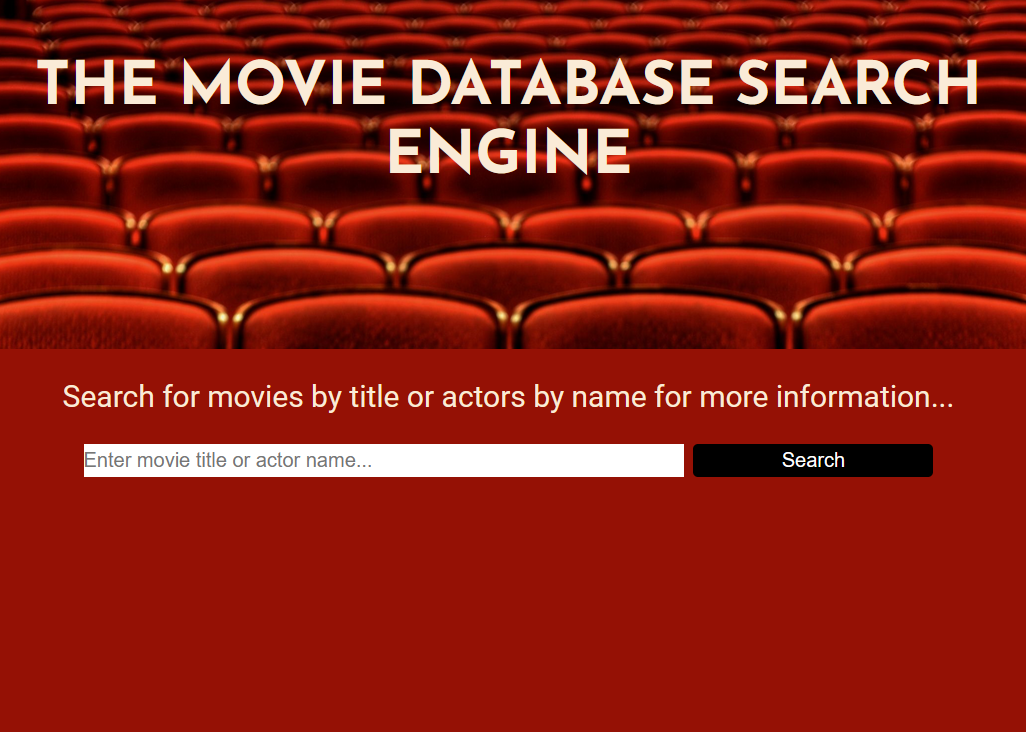 THE MOVIE DATABASE SEARCH
ENGINE
Search for movies by title or actors by name for more information...
Enter movie title or actor name... Search